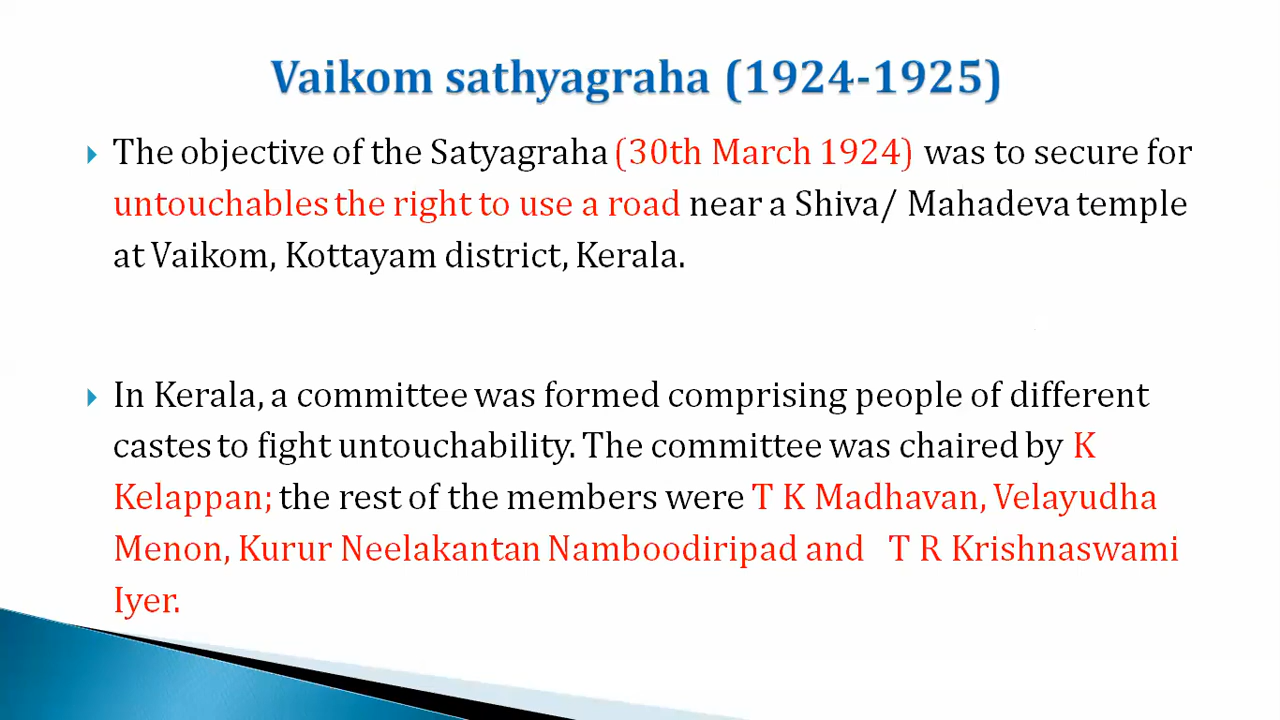 Vaikom sathyagraha (1924-1925)
The objective of the Satyagraha (30th March 1924) was to secure for
untouchables the right to use a road near a Shiva/ Mahadeva temple
at Vaikom, Kottayam district, Kerala.
In Kerala, a committee was formed comprising people of different
castes to fight untouchability. The committee was chaired by K
Kelappan; the rest of the members were T K Madhavan, Velayudha
Menon, Kurur Neelakantan Namboodiripad and T R Krishnaswami
Iyer.